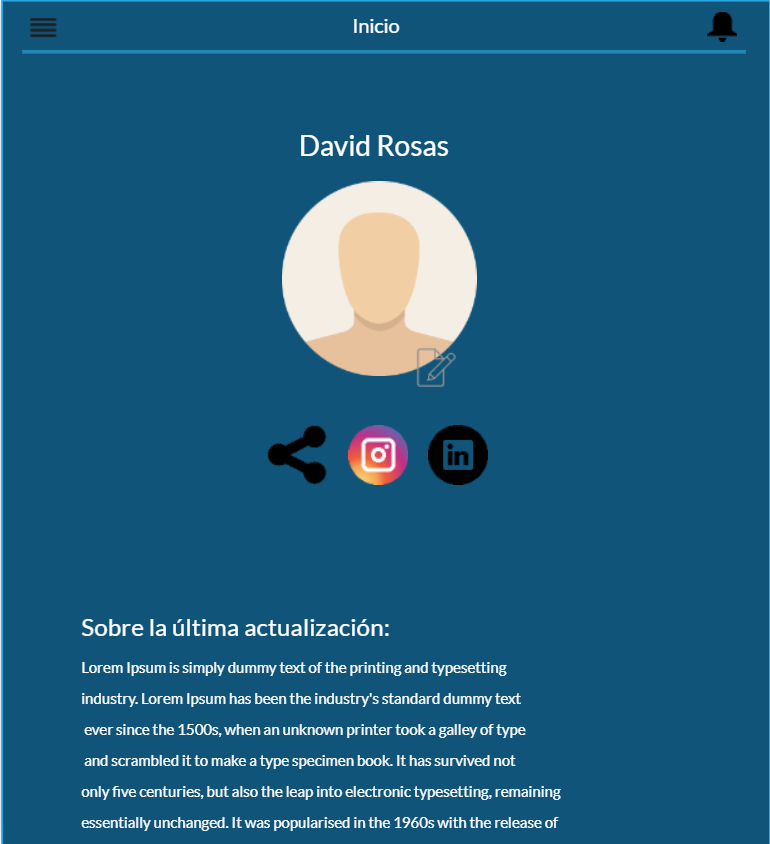 Inicio
David Rosas
in
Sobre la última actualización:
Lorem Ipsum is simply dummy text of the printing and typesetting
industry. Lorem Ipsum has been the industry's standard dummy text
ever since the 1500s, when an unknown printer took a galley of type
and scrambled it to make a type specimen book. It has survived not
only five centuries, but also the leap into electronic typesetting, remaining
essentially unchanged. It was popularised in the 1960s with the release of